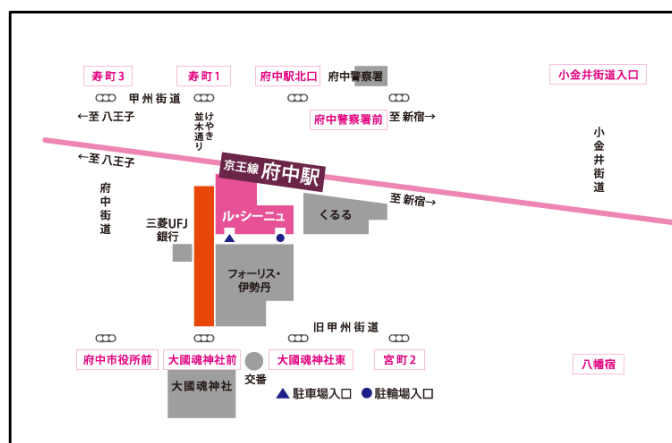 寿町3
寿町1
府中駅北口
府中警察署
小金井街道入口
甲州街道
←至 八王子
けやき
並木通り
府中警察署前
至 新宿→
←至 八王子
京王線 府中駅
小金井街道
府中街道
至 新宿→
ル・シーニュ
くるる
三菱UFJ
銀行
フォーリス・
伊勢丹
旧甲州街道
府中市役所前
大國魂神社前
大國魂神社東
宮町2
八幡宿
交番
大國魂神社
▲ 駐車場入口 ● 駐輪場入口